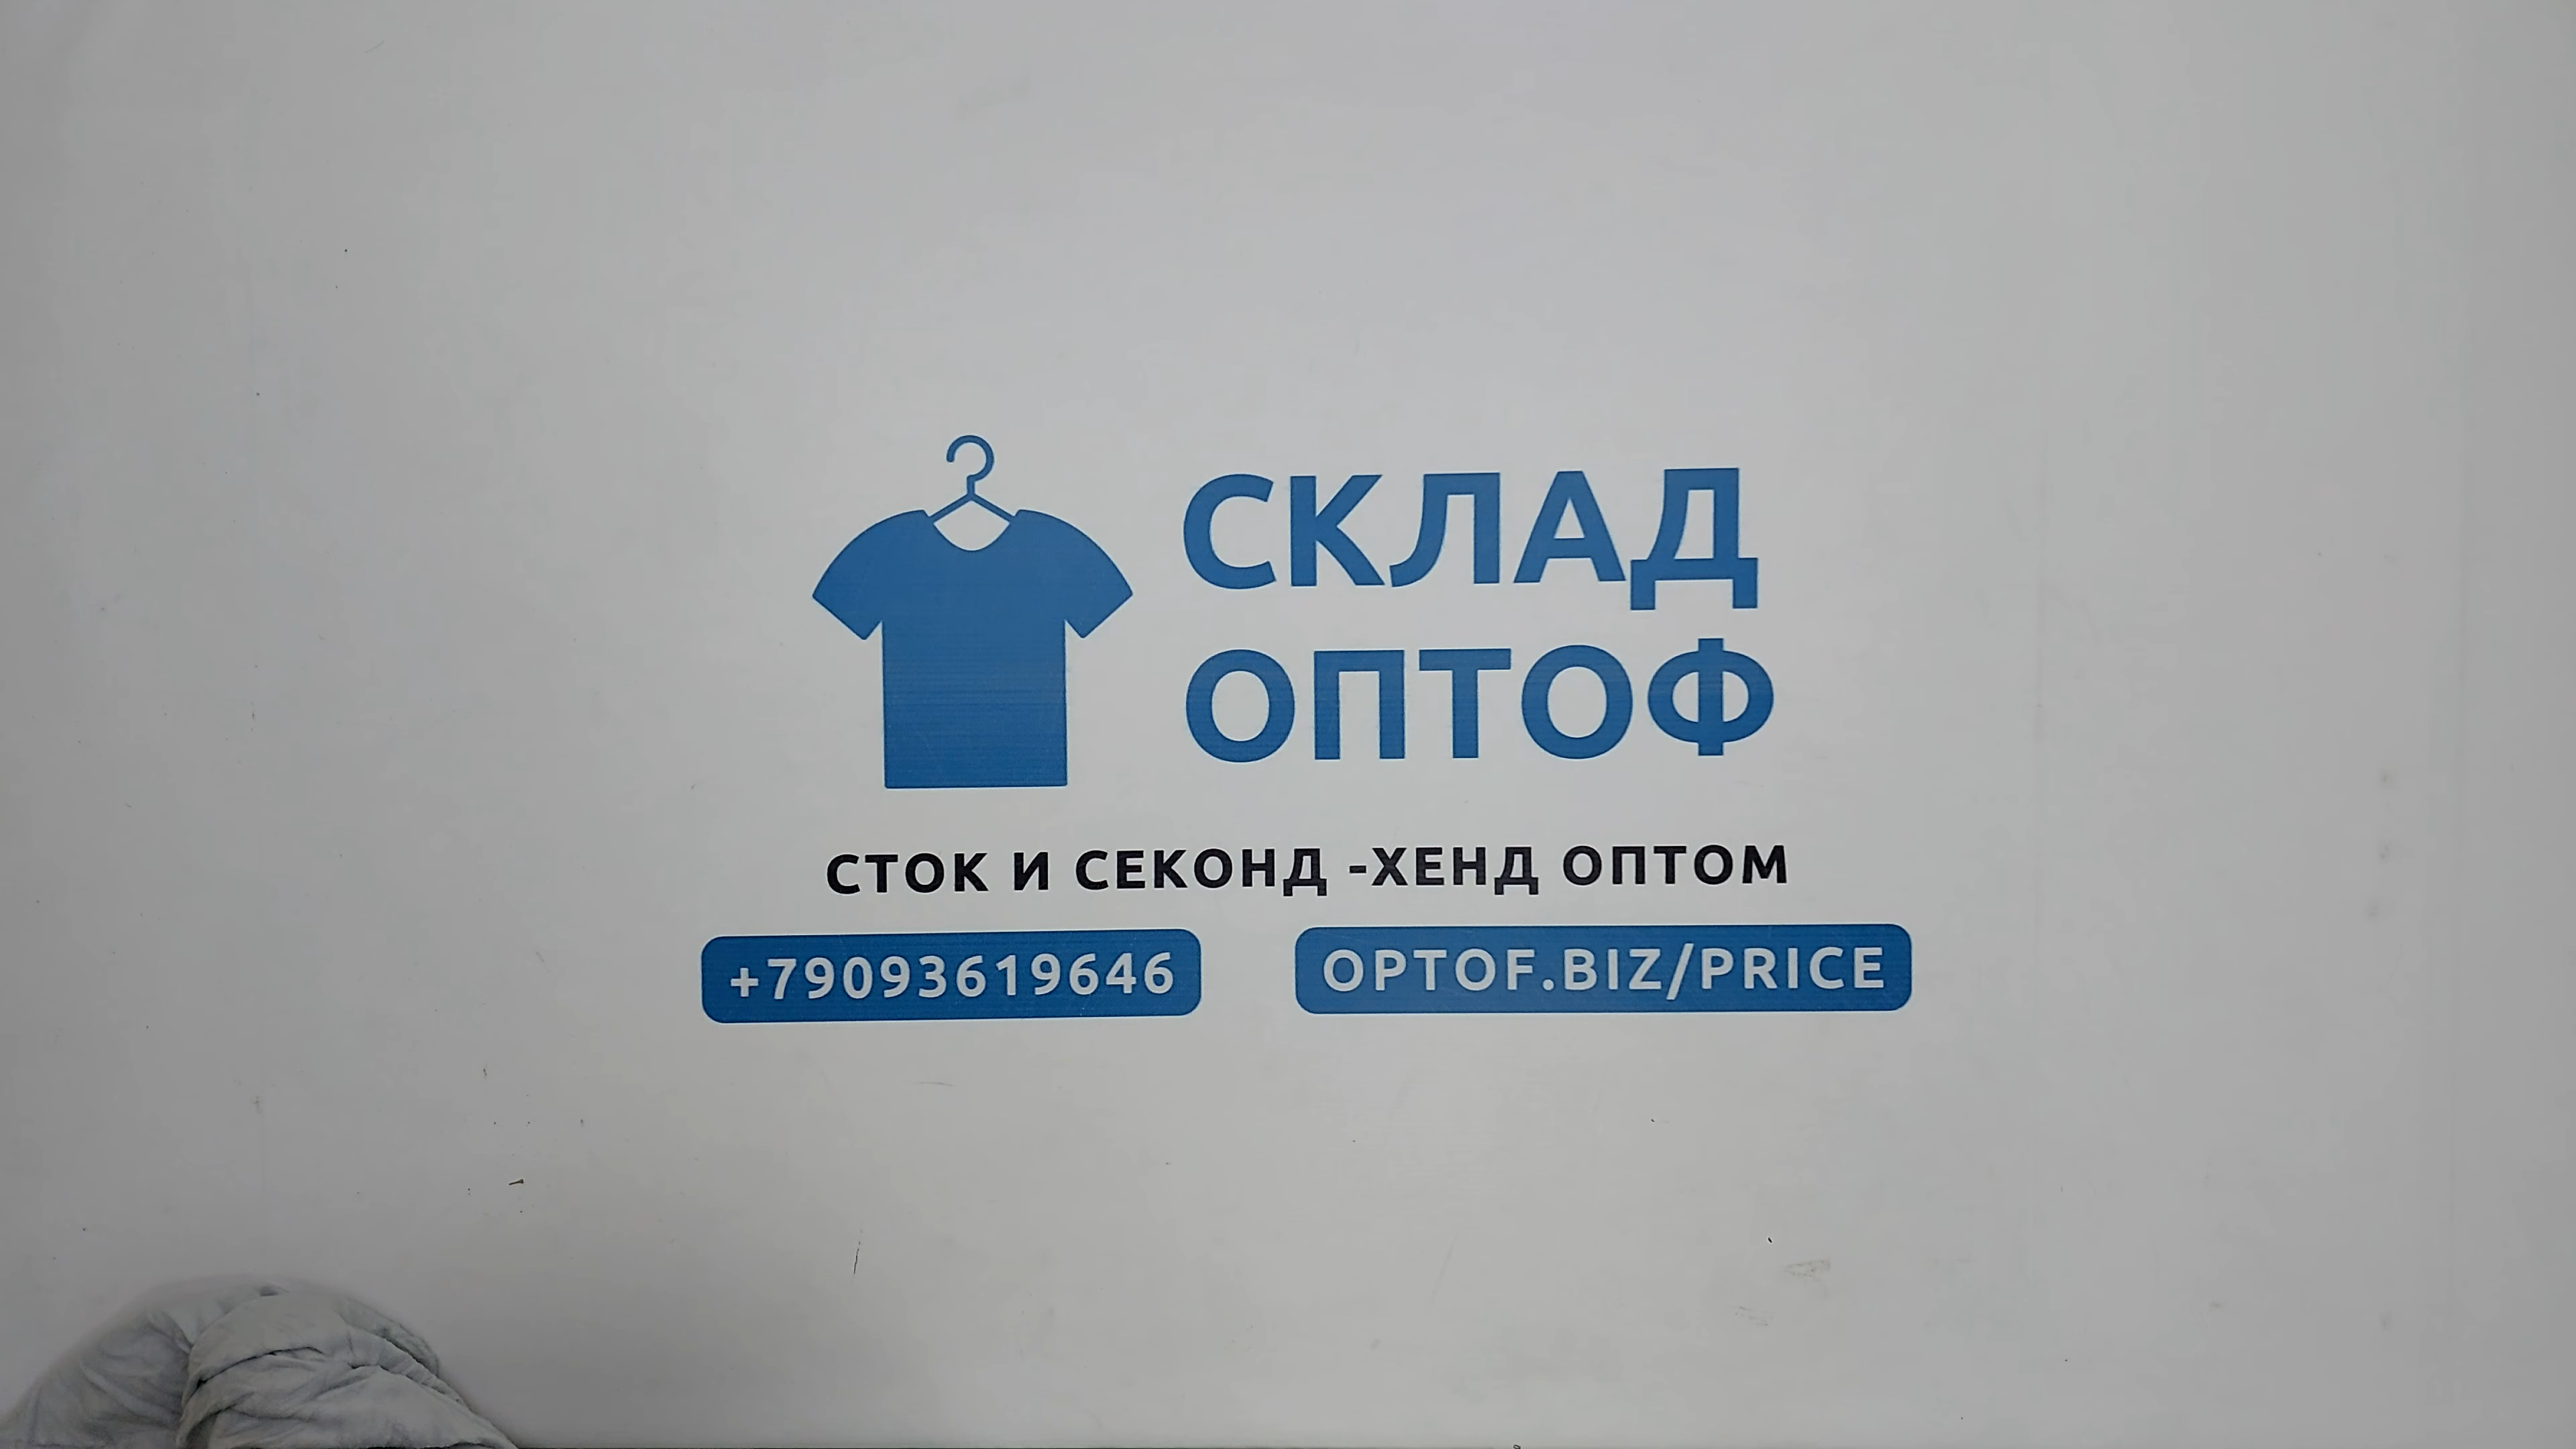 СКЛАД
ОПТОФ
СТОК И СЕКОНД -ХЕНД ОПТОМ
+79093619646
OPTOF.BIZ/PRICE